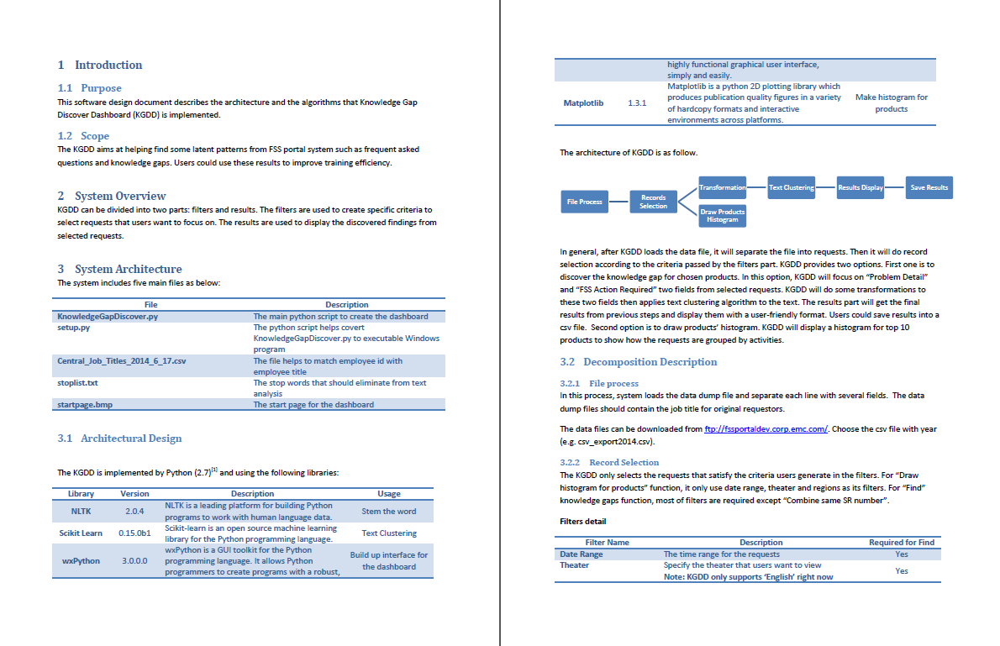 1 Introduction
1.1 Purpose
This software design document describes the architecture and the algorithms that Knowledge Gap
Discover Dashboard (KGDD) is implemented.
1.2 Scope
The KGDD aims at helping find some latent patterns from FSS portal system such as frequent asked
questions and knowledge gaps. Users could use these results to improve training efficiency.
2 System Overview
KGDD can be divided into two parts: filters and results. The filters are used to create specific criteria to
select requests that users want to focus on. The results are used to display the discovered findings from
selected requests.
3 System Architecture
The system includes five main files as below:
File Description
KnowledgeGapDiscover.py The main python script to create the dashboard
setup.py The python script helps covert
KnowledgeGapDiscover.py to executable Windows
program
Central_Job_Titles_2014_6_17.csv The file helps to match employee id with
employee title
stoplist.txt The stop words that should eliminate from text
analysis
startpage.bmp The start page for the dashboard
3.1 Architectural Design
The KGDD is implemented by Python (2.7)[1] and using the following libraries:
Library Version Description Usage
NLTK 2.0.4 NLTK is a leading platform for building Python
programs to work with human language data. Stem the word
Scikit Learn 0.15.0b1 Scikit-learn is an open source machine learning
library for the Python programming language. Text Clustering
wxPython 3.0.0.0 wxPython is a GUI toolkit for the Python
programming language. It allows Python
programmers to create programs with a robust, Build up interface for
the dashboard
highly functional graphical user interface,
simply and easily.
Matplotlib 1.3.1 Matplotlib is a python 2D plotting library which
produces publication quality figures in a variety
of hardcopy formats and interactive
environments across platforms. Make histogram for
products
The architecture of KGDD is as follow.
File Process
Records
Selection
Transformation
Text Clustering
Results Display
Save Results
Draw Products
Histogram
In general, after KGDD loads the data file, it will separate the file into requests. Then it will do record
selection according to the criteria passed by the filters part. KGDD provides two options. First one is to
discover the knowledge gap for chosen products. In this option, KGDD will focus on “Problem Detail”
and “FSS Action Required” two fields from selected requests. KGDD will do some transformations to
these two fields then applies text clustering algorithm to the text. The results part will get the final
results from previous steps and display them with a user-friendly format. Users could save results into a
csv file. Second option is to draw products’ histogram. KGDD will display a histogram for top 10
products to show how the requests are grouped by activities.
3.2 Decomposition Description
3.2.1 File process
In this process, system loads the data dump file and separate each line with several fields. The data
dump files should contain the job title for original requestors.
The data files can be downloaded from ftp://fssportaldev.corp.emc.com/. Choose the csv file with year
(e.g. csv_export2014.csv).
3.2.2 Record Selection
The KGDD only selects the requests that satisfy the criteria users generate in the filters. For “Draw
histogram for products” function, it only use date range, theater and regions as its filters. For “Find”
knowledge gaps function, most of filters are required except “Combine same SR number”.
Filters detail
Filter Name Description Required for Find
Date Range The time range for the requests Yes
Theater Specify the theater that users want to view
Note: KGDD only supports ‘English’ right now Yes